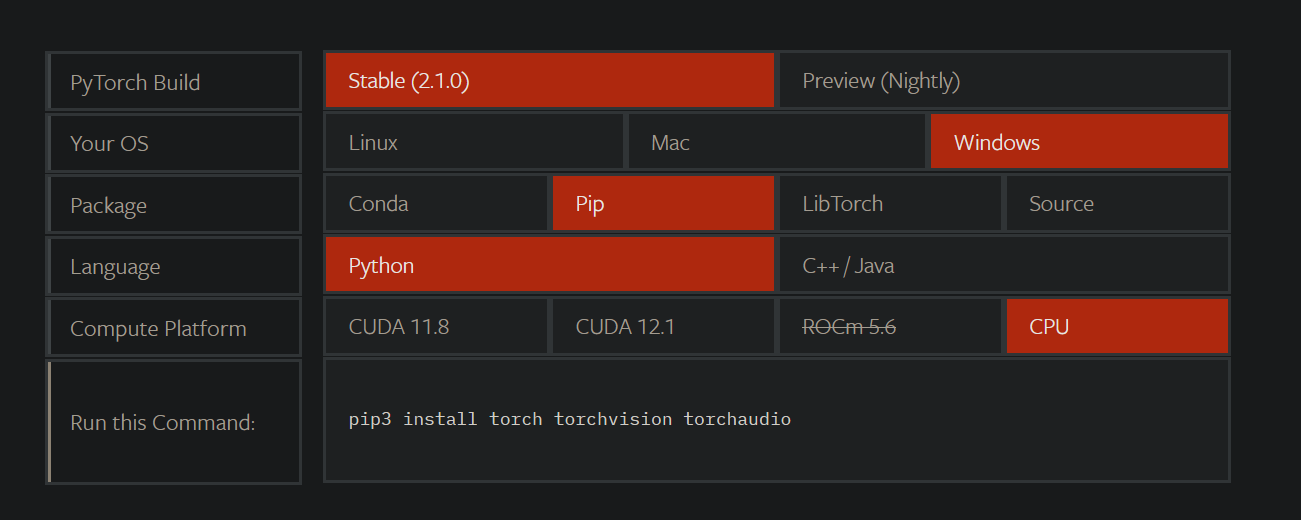 PyTorch Build
Stable (2.1.0)
Preview (Nightly)
Your OS
Linux
Mac
Windows
Package
Conda
Pip
LibTorch
Source
Language
Python
C++ / Java
Compute Platform
CUDA 11.8
CUDA 12.1
ROCm 5.6
CPU
Run this Command:
pip3 install torch torchvision torchaudio